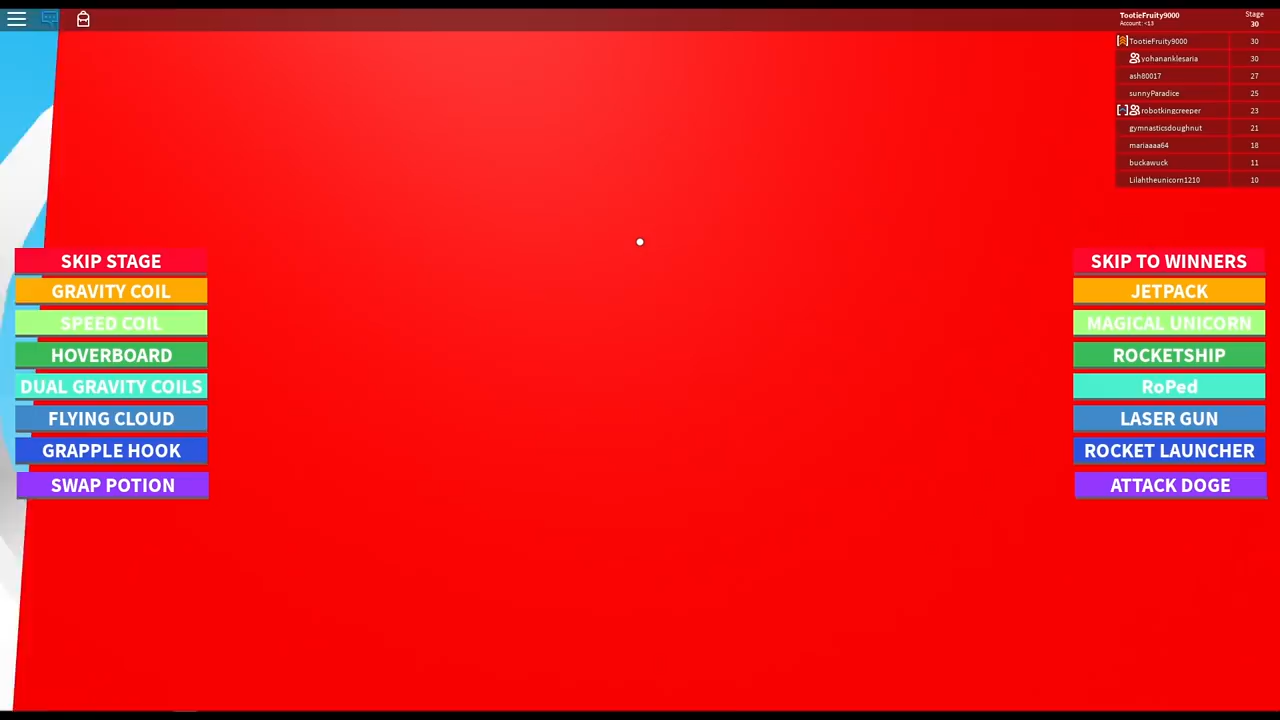 TootieFruity9000
Account: <13
Stage
30
TootieFruity9000 30
yohananklesaria 30
ash80017 27
sunnyParadice 25
robotkingcreeper 23
gymnasticsdoughnut 21
mariaaaa64 18
buckawuck 11
Lilahtheunicorn1210 10
SKIP STAGE
GRAVITY COIL
SPEED COIL
HOVERBOARD
DUAL GRAVITY COILS
FLYING CLOUD
GRAPPLE HOOK
SWAP POTION
SKIP TO WINNERS
JETPACK
MAGICAL UNICORN
ROCKETSHIP
RoPed
LASER GUN
ROCKET LAUNCHER
ATTACK DOGE